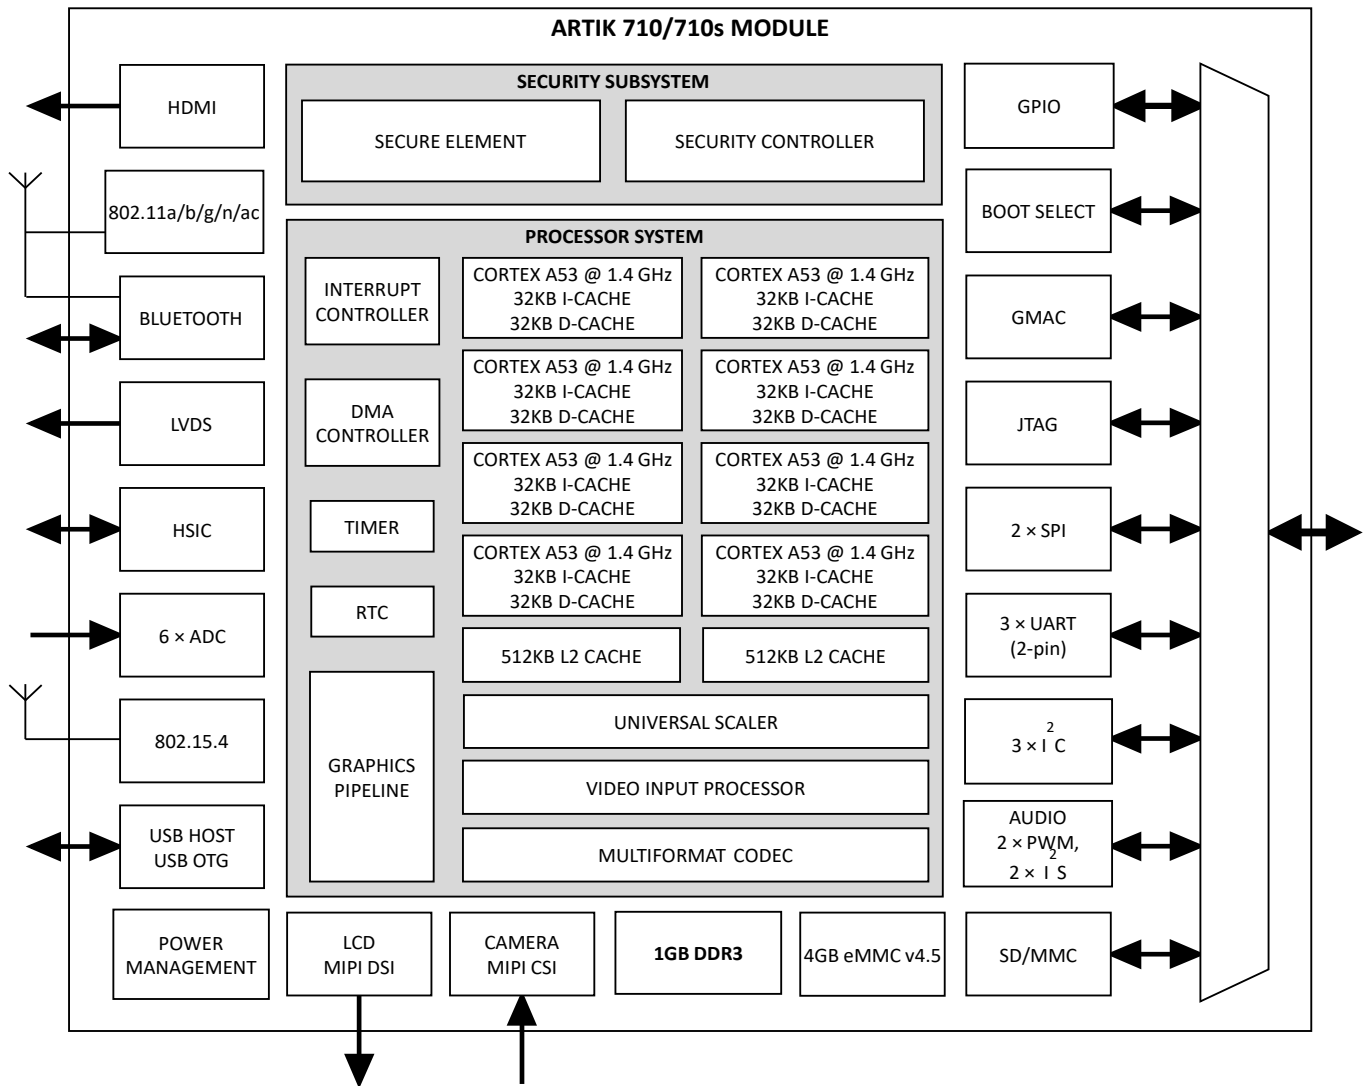 ARTIK 710/710s MODULE
HDMI
802.11a/b/g/n/ac
BLUETOOTH
LVDS
HSIC
6 × ADC
802.15.4
USB HOST
USB OTG
POWER
MANAGEMENT
SECURITY SUBSYSTEM
SECURE ELEMENT
SECURITY CONTROLLER
PROCESSOR SYSTEM
INTERRUPT
CONTROLLER
DMA
CONTROLLER
TIMER
RTC
GRAPHICS
PIPELINE
CORTEX A53 @ 1.4 GHz
32KB I-CACHE
32KB D-CACHE
CORTEX A53 @ 1.4 GHz
32KB I-CACHE
32KB D-CACHE
CORTEX A53 @ 1.4 GHz
32KB I-CACHE
32KB D-CACHE
CORTEX A53 @ 1.4 GHz
32KB I-CACHE
32KB D-CACHE
CORTEX A53 @ 1.4 GHz
32KB I-CACHE
32KB D-CACHE
CORTEX A53 @ 1.4 GHz
32KB I-CACHE
32KB D-CACHE
CORTEX A53 @ 1.4 GHz
32KB I-CACHE
32KB D-CACHE
CORTEX A53 @ 1.4 GHz
32KB I-CACHE
32KB D-CACHE
512KB L2 CACHE
512KB L2 CACHE
UNIVERSAL SCALER
VIDEO INPUT PROCESSOR
MULTIFORMAT CODEC
LCD
MIPI DSI
CAMERA
MIPI CSI
1GB DDR3
4GB eMMC v4.5
GPIO
BOOT SELECT
GMAC
JTAG
2 × SPI
3 × UART
(2-pin)
3 × I²C
AUDIO
2 × PWM,
2 × I²S
SD/MMC